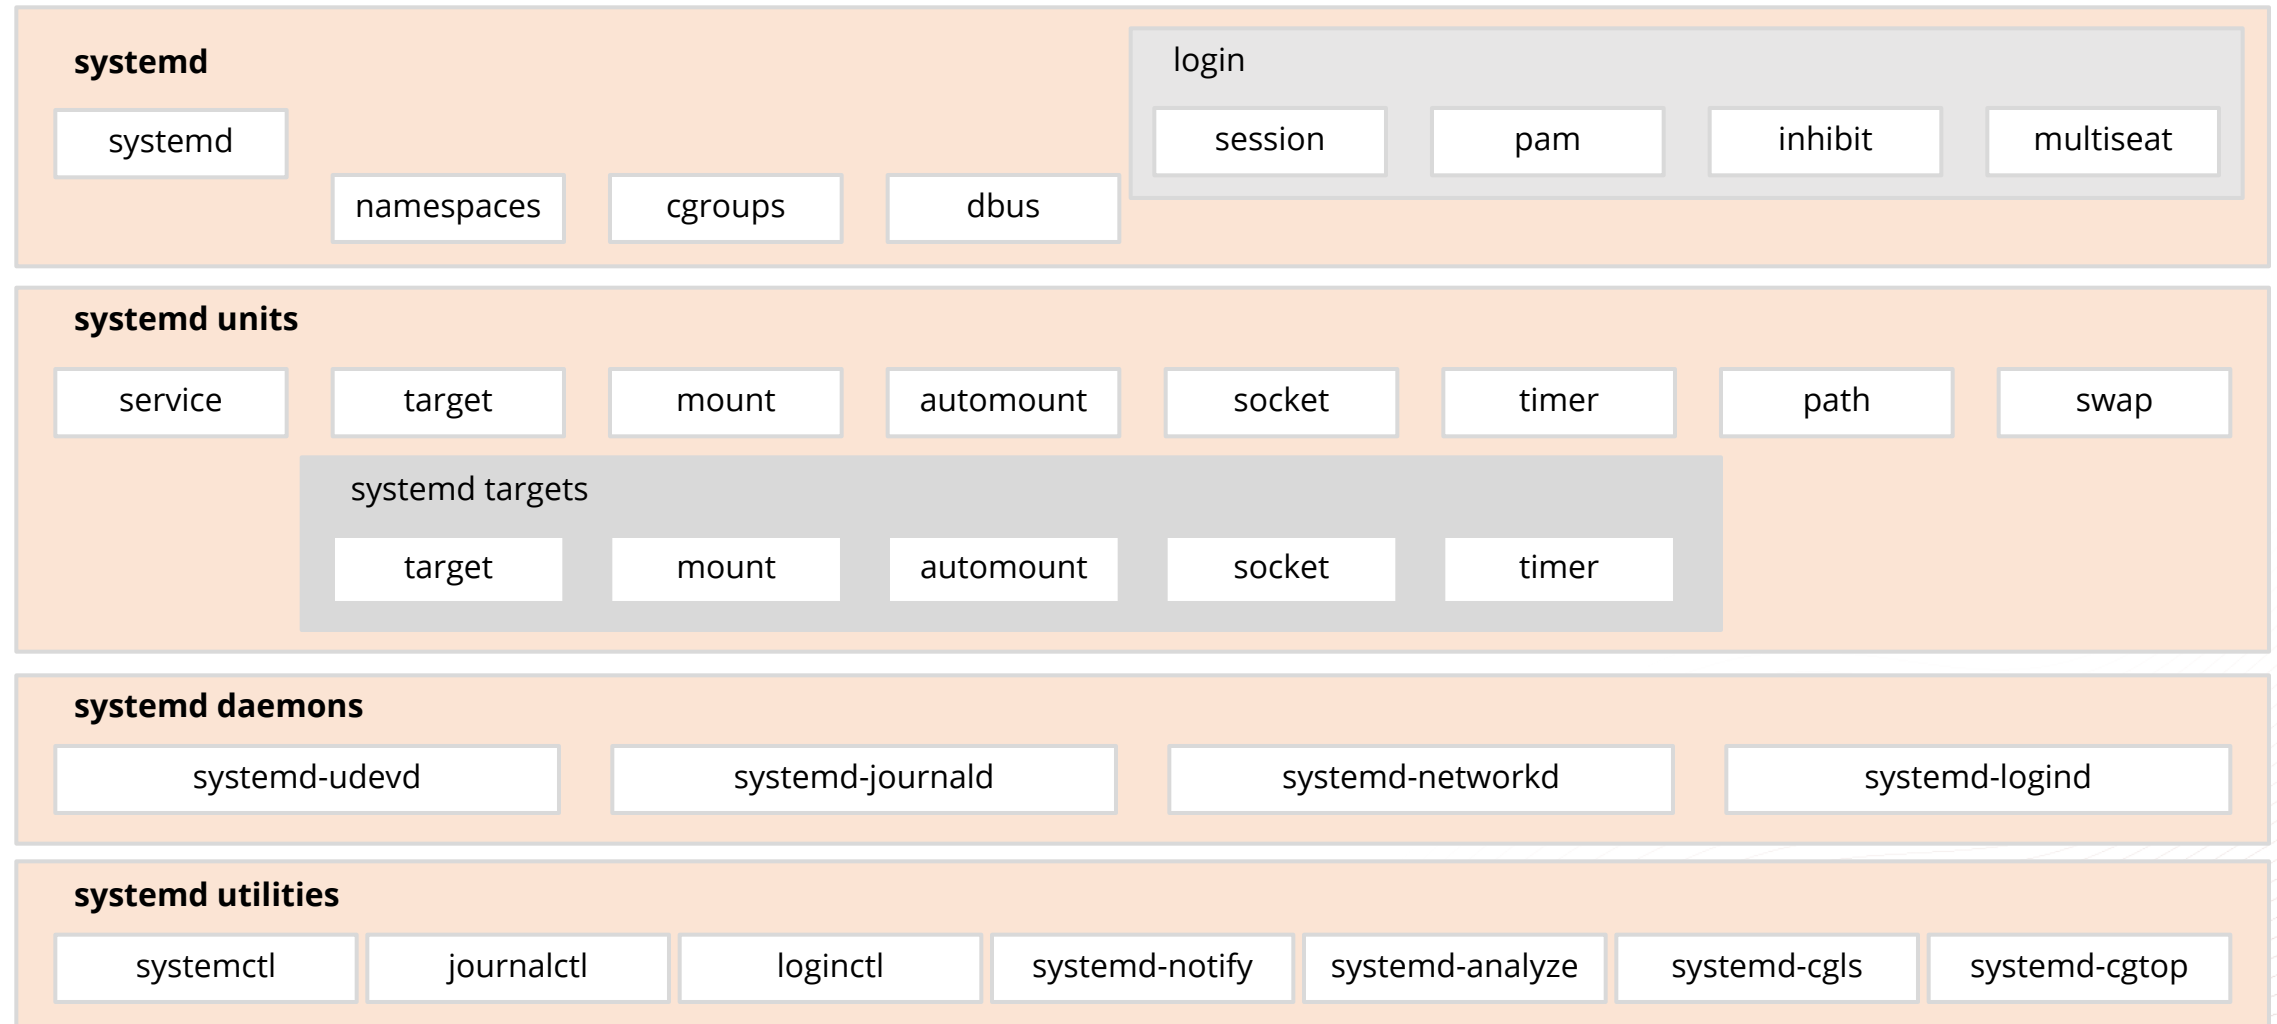 systemd
systemd
namespaces
cgroups
dbus
login
session
pam
inhibit
multiseat
systemd units
service
target
mount
automount
socket
timer
path
swap
systemd targets
target
mount
automount
socket
timer
systemd daemons
systemd-udevd
systemd-journald
systemd-networkd
systemd-logind
systemd utilities
systemctl
journalctl
loginctl
systemd-notify
systemd-analyze
systemd-cgls
systemd-cgtop